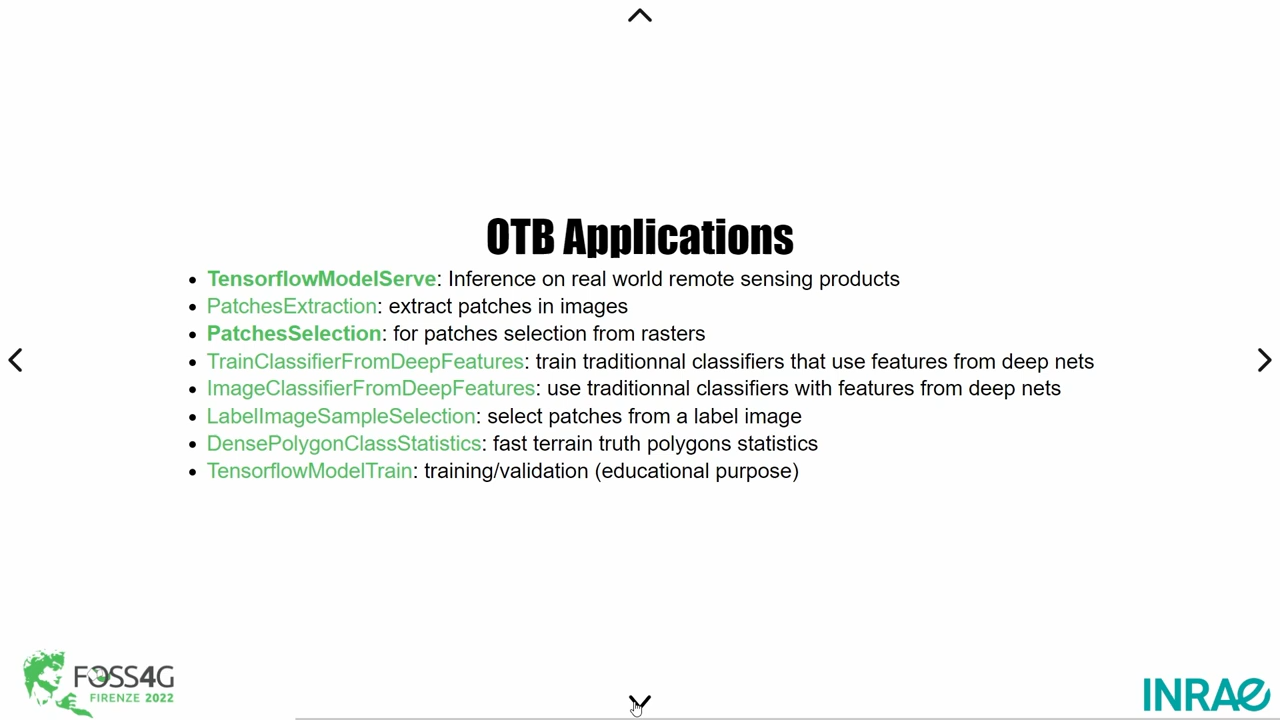 OTB Applications
TensorflowModelServe: Inference on real world remote sensing products
PatchesExtraction: extract patches in images
PatchesSelection: for patches selection from rasters
TrainClassifierFromDeepFeatures: train traditionnal classifiers that use features from deep nets
ImageClassifierFromDeepFeatures: use traditionnal classifiers with features from deep nets
LabelImageSampleSelection: select patches from a label image
DensePolygonClassStatistics: fast terrain truth polygons statistics
TensorflowModelTrain: training/validation (educational purpose)
FOSS4G
FIRENZE 2022
INRAE